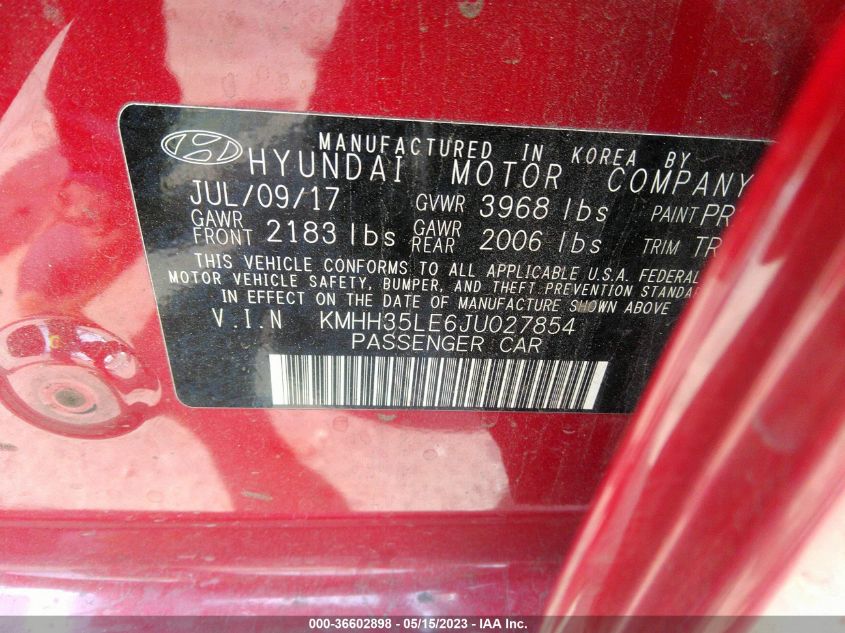 MANUFACTURED IN KOREA BY
HYUNDAI MOTOR COMPANY
JUL/09/17 GVWR 3968 lbs PAINT PR
GAWR FRONT 2183 lbs GAWR REAR 2006 lbs TRIM TR
THIS VEHICLE CONFORMS TO ALL APPLICABLE U.S.A. FEDERAL
MOTOR VEHICLE SAFETY, BUMPER, AND THEFT PREVENTION STANDA
IN EFFECT ON THE DATE OF MANUFACTURE SHOWN ABOVE.
V.I.N KMHH35LE6JU027854
PASSENGER CAR
000-36602898 - 05/15/2023 - IAA Inc.